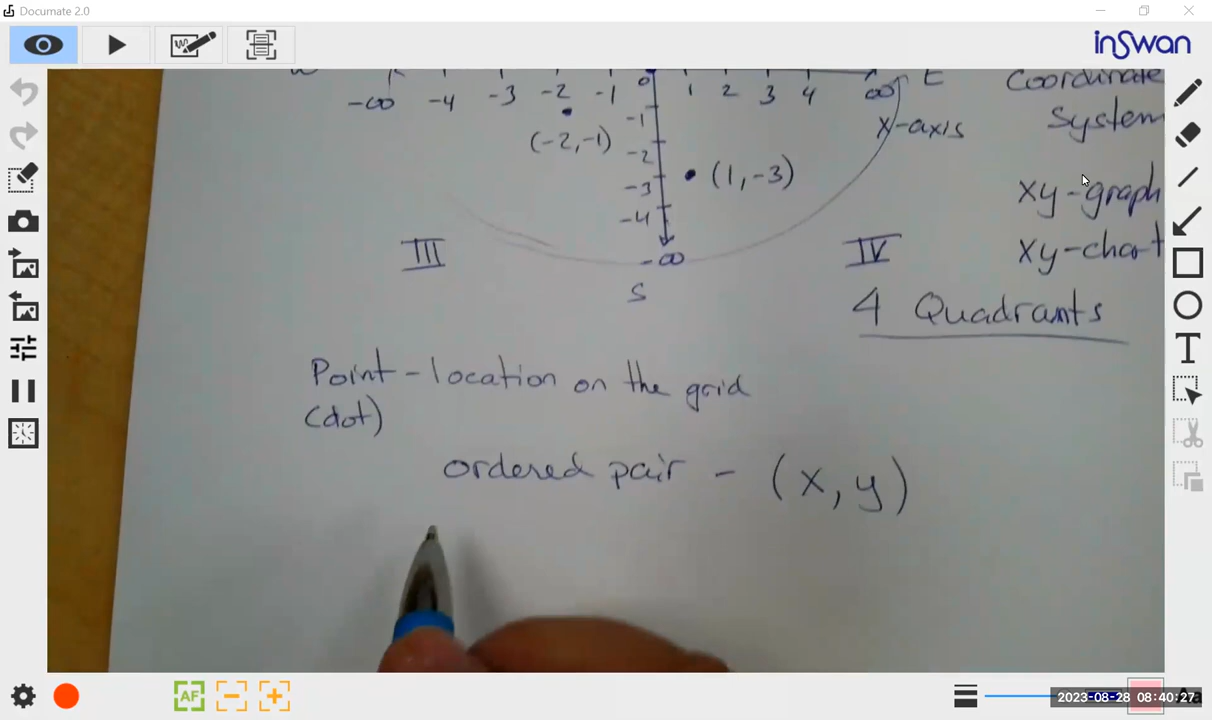 Documate 2.0
inSwan
-∞ -4 -3 -2 -1 0 1 2 3 4 ∞ E
Coordinate
System
x-axis
-1
(-2,-1)
-2
-3
(1,-3)
-4
-∞
S
III
IV
xy-graph
xy-chart
4 Quadrants
Point - location on the grid
(dot)
ordered pair - (x, y)
AF
2023-08-28 08:40:27